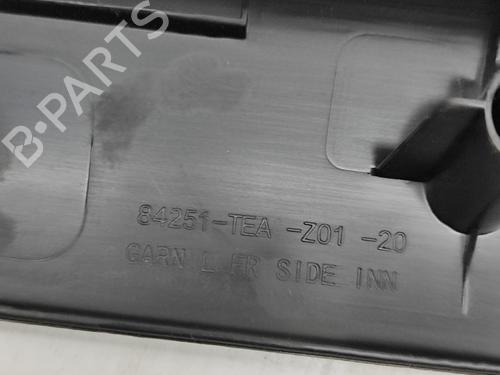 B-PARTS
84251-TEA -Z01 -20
GARN L FR SIDE INN